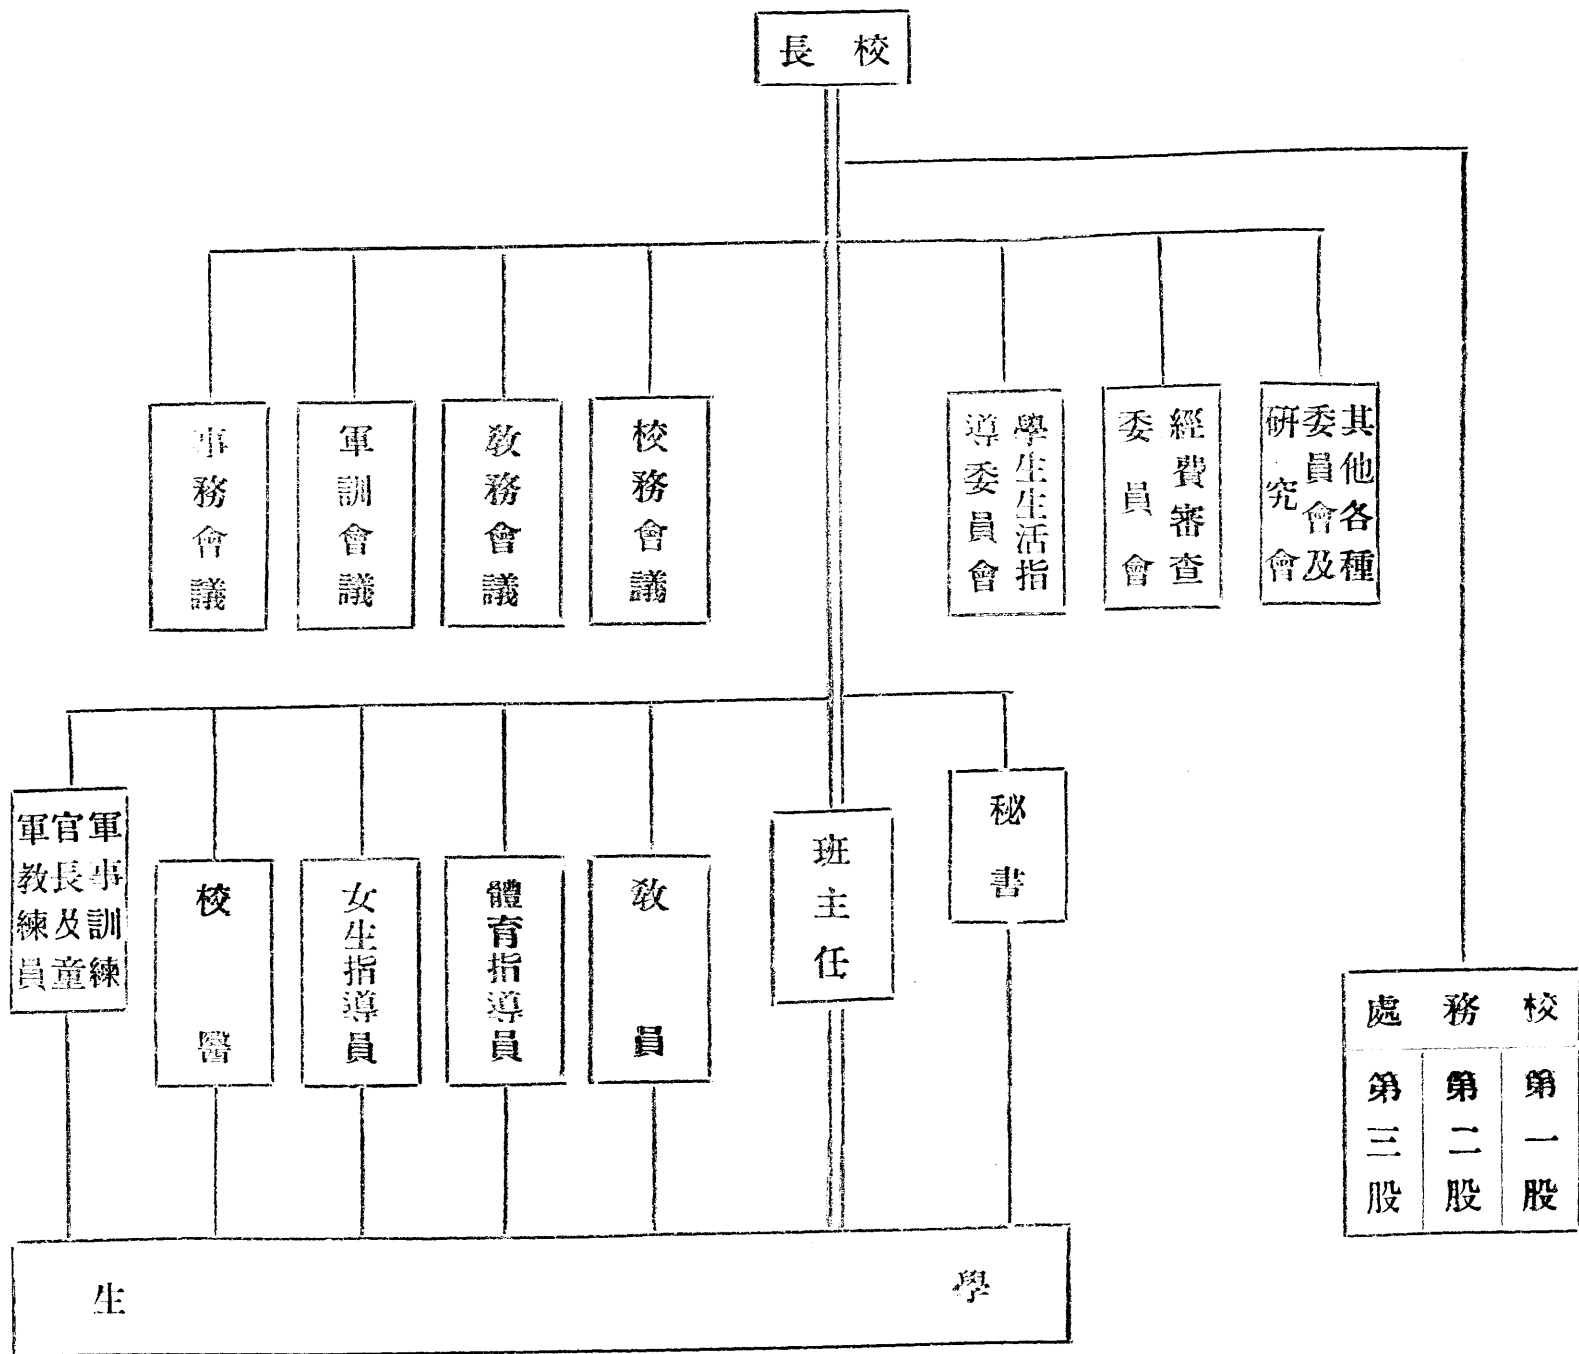 校長
其他各種
委員會及
研究會
經費審查
委員會
學生生活指
導委員會
校務會議
教務會議
軍訓會議
事務會議
秘書
班主任
教員
體育指導員
女生指導員
校醫
軍事訓練
官長及童
軍教練員
校務處
第一股
第二股
第三股
學生